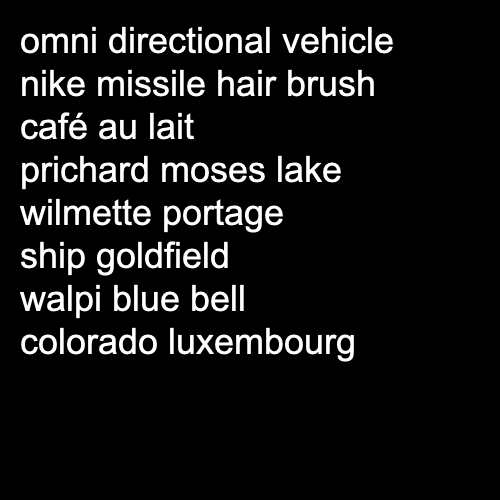 omni directional vehicle
nike missile hair brush
café au lait
prichard moses lake
wilmette portage
ship goldfield
walpi blue bell
colorado luxembourg